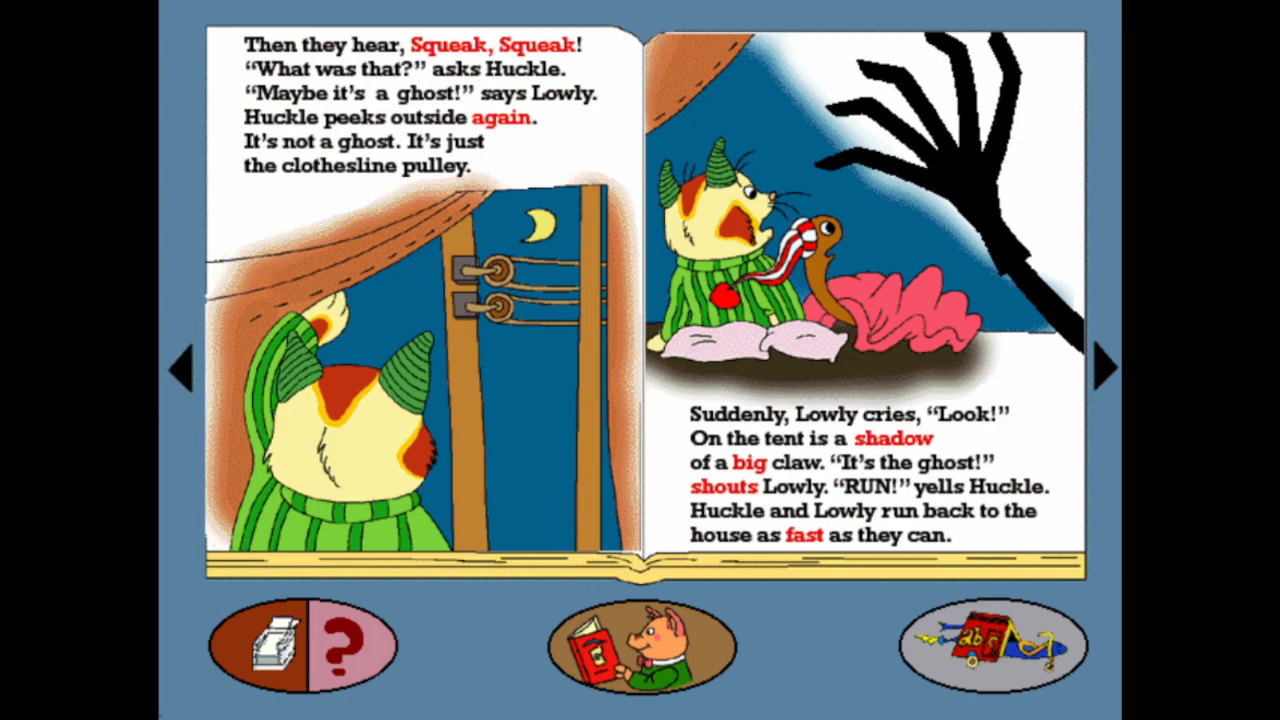 Then they hear, Squeak, Squeak!
“What was that?” asks Huckle.
“Maybe it’s a ghost!” says Lowly.
Huckle peeks outside again.
It’s not a ghost. It’s just
the clothesline pulley.
Suddenly, Lowly cries, “Look!”
On the tent is a shadow
of a big claw. “It’s the ghost!”
shouts Lowly. “RUN!” yells Huckle.
Huckle and Lowly run back to the
house as fast as they can.
?
abc